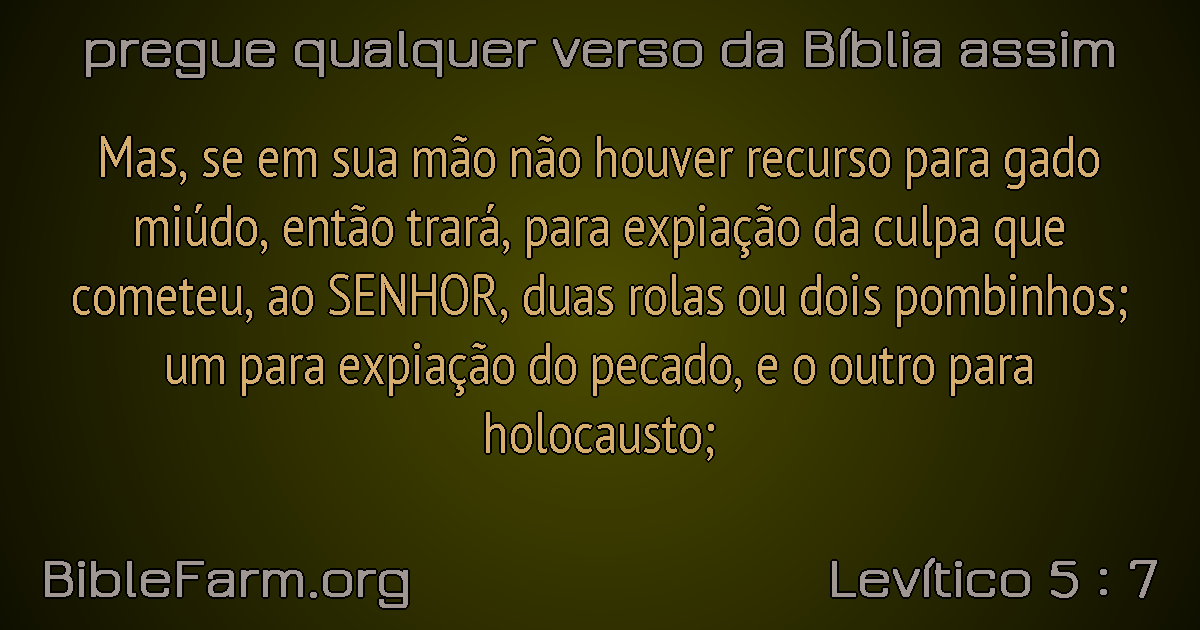 pregue qualquer verso da Bíblia assim
Mas, se em sua mão não houver recurso para gado
miúdo, então trará, para expiação da culpa que
cometeu, ao SENHOR, duas rolas ou dois pombinhos;
um para expiação do pecado, e o outro para
holocausto;
BibleFarm.org
Levítico 5 : 7